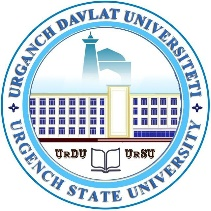 URGANCH DAVLAT UNIVERSITETI
UrDU UrSU
URGENCH STATE UNIVERSITY